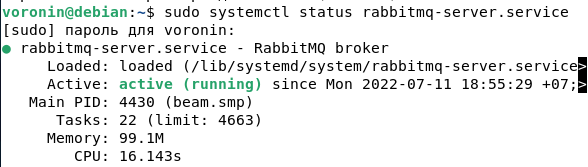 voronin@debian:~$ sudo systemctl status rabbitmq-server.service
[sudo] пароль для voronin:
● rabbitmq-server.service - RabbitMQ broker
Loaded: loaded (/lib/systemd/system/rabbitmq-server.service>
Active: active (running) since Mon 2022-07-11 18:55:29 +07;>
Main PID: 4430 (beam.smp)
Tasks: 22 (limit: 4663)
Memory: 99.1M
CPU: 16.143s